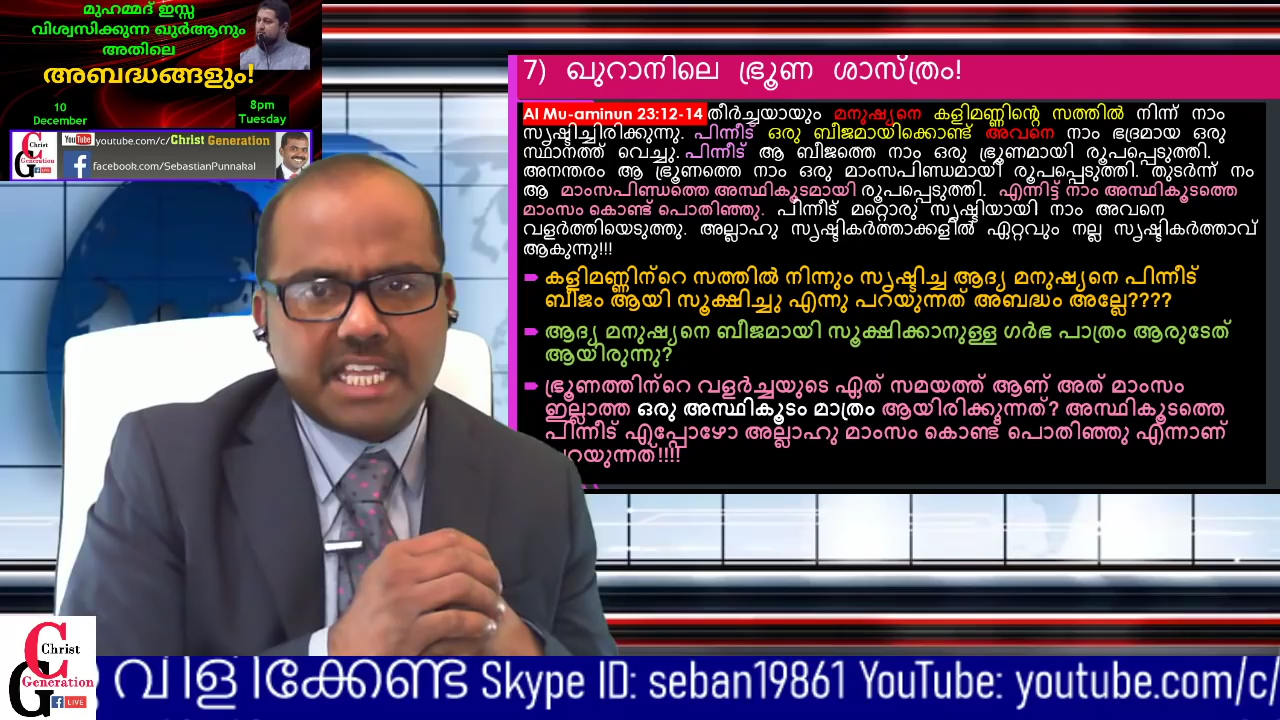 മുഹമ്മദ് ഇസ്സ
വിശ്വസിക്കുന്ന ഖുർആനും
അതിലെ
അബദ്ധങ്ങളും!
10
December
8pm
Tuesday
Christ
Generation
LIVE
YouTube youtube.com/c/Christ Generation
facebook.com/SebastianPunnakal
7) ഖുറാനിലെ ഭ്രൂണ ശാസ്ത്രം!
Al Mu-aminun 23:12-14 തീർച്ചയായും മനുഷ്യനെ കളിമണ്ണിന്റെ സത്തിൽ നിന്ന് നാം
സൃഷ്ടിച്ചിരിക്കുന്നു. പിന്നീട് ഒരു ബീജമായിക്കൊണ്ട് അവനെ നാം ഭദ്രമായ ഒരു
സ്ഥാനത്ത് വെച്ചു. പിന്നീട് ആ ബീജത്തെ നാം ഒരു ഭ്രൂണമായി രൂപപ്പെടുത്തി.
അനന്തരം ആ ഭ്രൂണത്തെ നാം ഒരു മാംസപിണ്ഡമായി രൂപപ്പെടുത്തി. തുടർന്ന് നം
ആ മാംസപിണ്ഡത്തെ അസ്ഥികൂടമായി രൂപപ്പെടുത്തി. എന്നിട്ട് നാം അസ്ഥികൂടത്തെ
മാംസം കൊണ്ട് പൊതിഞ്ഞു. പിന്നീട് മറ്റൊരു സൃഷ്ടിയായി നാം അവനെ
വളർത്തിയെടുത്തു. അല്ലാഹു സൃഷ്ടികർത്താക്കളിൽ ഏറ്റവും നല്ല സൃഷ്ടികർത്താവ്
ആകുന്നു!!!
കളിമണ്ണിന്റെ സത്തിൽ നിന്നും സൃഷ്ടിച്ച ആദ്യ മനുഷ്യനെ പിന്നീട്
ബീജം ആയി സൂക്ഷിച്ചു എന്നു പറയുന്നത് അബദ്ധം അല്ലേ????
ആദ്യ മനുഷ്യനെ ബീജമായി സൂക്ഷിക്കാനുള്ള ഗർഭ പാത്രം ആരുടേത്
ആയിരുന്നു?
ഭ്രൂണത്തിന്റെ വളർച്ചയുടെ ഏത് സമയത്ത് ആണ് അത് മാംസം
ഇല്ലാത്ത ഒരു അസ്ഥികൂടം മാത്രം ആയിരിക്കുന്നത്? അസ്ഥികൂടത്തെ
പിന്നീട് എപ്പോഴോ അല്ലാഹു മാംസം കൊണ്ട് പൊതിഞ്ഞു എന്നാണ്
പറയുന്നത്!!!!
Christ
Generation
LIVE
വിളിക്കേണ്ട Skype ID: seban19861 YouTube: youtube.com/c/